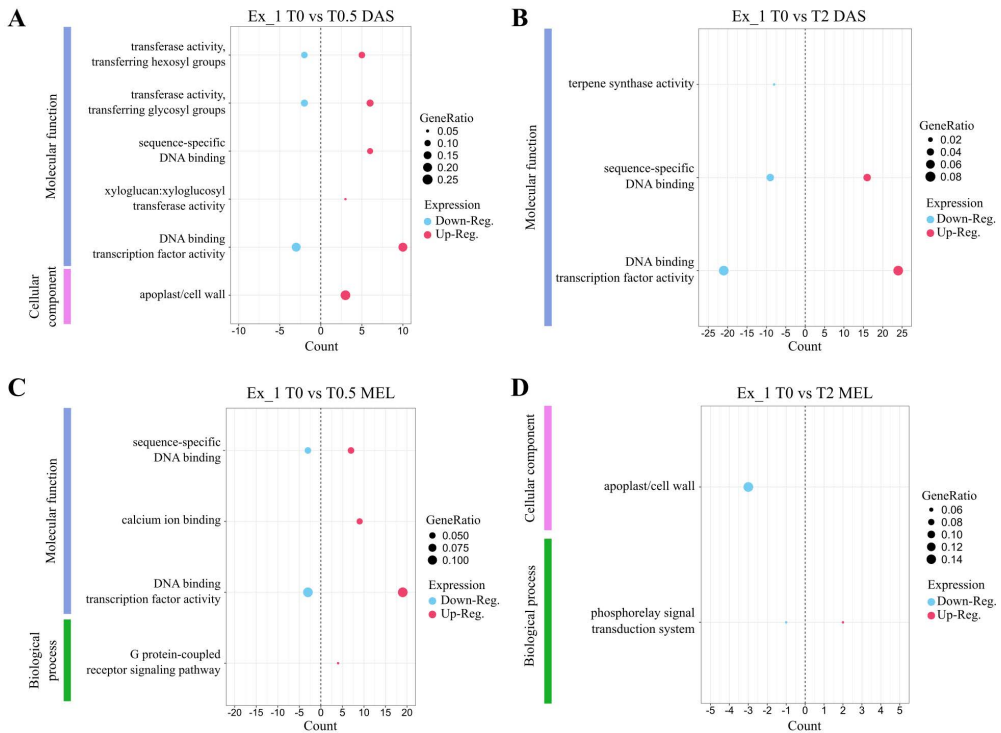 A
Ex_1 T0 vs T0.5 DAS
Molecular function
Cellular
component
transferase activity,
transferring hexosyl groups
transferase activity,
transferring glycosyl groups
sequence-specific
DNA binding
xyloglucan:xyloglucosyl
transferase activity
DNA binding
transcription factor activity
apoplast/cell wall
-10 -5 0 5 10
Count
GeneRatio
0.05
0.10
0.15
0.20
0.25
Expression
Down-Reg.
Up-Reg.
B
Ex_1 T0 vs T2 DAS
Molecular function
terpene synthase activity
sequence-specific
DNA binding
DNA binding
transcription factor activity
-25 -20 -15 -10 -5 0 5 10 15 20 25
Count
GeneRatio
0.02
0.04
0.06
0.08
Expression
Down-Reg.
Up-Reg.
C
Ex_1 T0 vs T0.5 MEL
Molecular function
Biological
process
sequence-specific
DNA binding
calcium ion binding
DNA binding
transcription factor activity
G protein-coupled
receptor signaling pathway
-20 -15 -10 -5 0 5 10 15 20
Count
GeneRatio
0.050
0.075
0.100
Expression
Down-Reg.
Up-Reg.
D
Ex_1 T0 vs T2 MEL
Cellular component
Biological process
apoplast/cell wall
phosphorelay signal
transduction system
-5 -4 -3 -2 -1 0 1 2 3 4 5
Count
GeneRatio
0.06
0.08
0.10
0.12
0.14
Expression
Down-Reg.
Up-Reg.